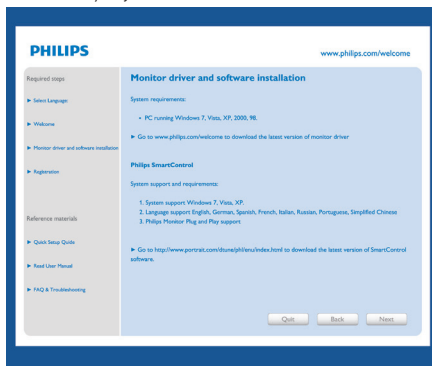 PHILIPS
www.philips.com/welcome
Required steps
► Select Language
► Welcome
► Monitor driver and software installation
► Registration
Reference materials
► Quick Setup Guide
► Read User Manual
► FAQ & Troubleshooting
Monitor driver and software installation
System requirements:
• PC running Windows 7, Vista, XP, 2000, 98.
► Go to www.philips.com/welcome to download the latest version of monitor driver
Philips SmartControl
System support and requirements:
1. System support Windows 7, Vista, XP.
2. Language support English, German, Spanish, French, Italian, Russian, Portuguese, Simplified Chinese
3. Philips Monitor Plug and Play support
► Go to http://www.portrait.com/dtune/phl/enu/index.html to download the latest version of SmartControl
software.
Quit
Back
Next